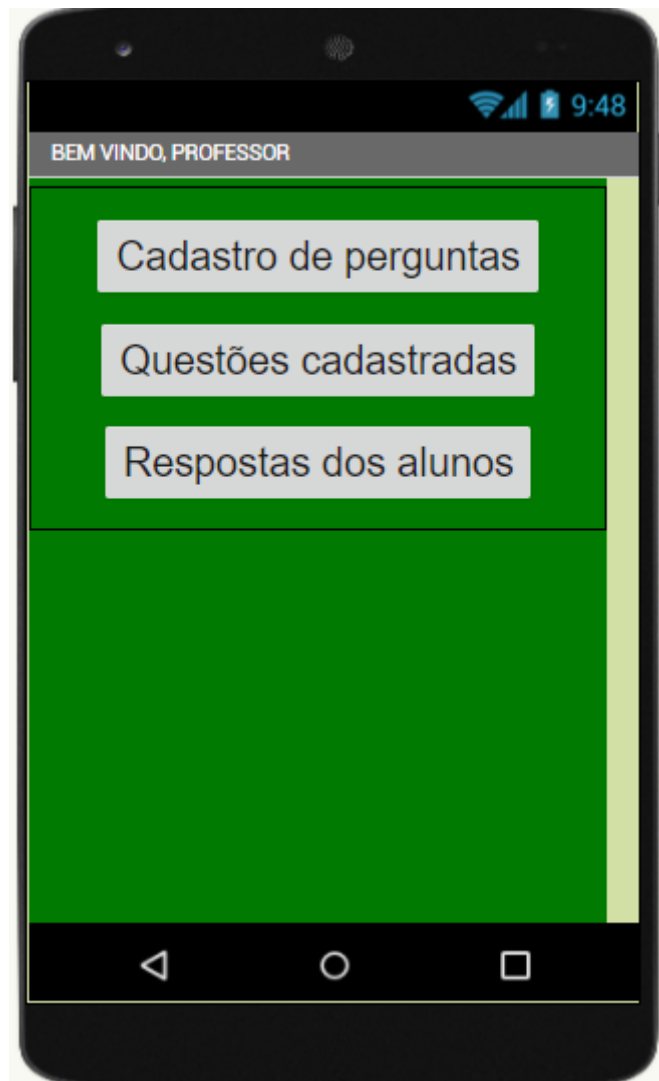 9:48
BEM VINDO, PROFESSOR
Cadastro de perguntas
Questões cadastradas
Respostas dos alunos